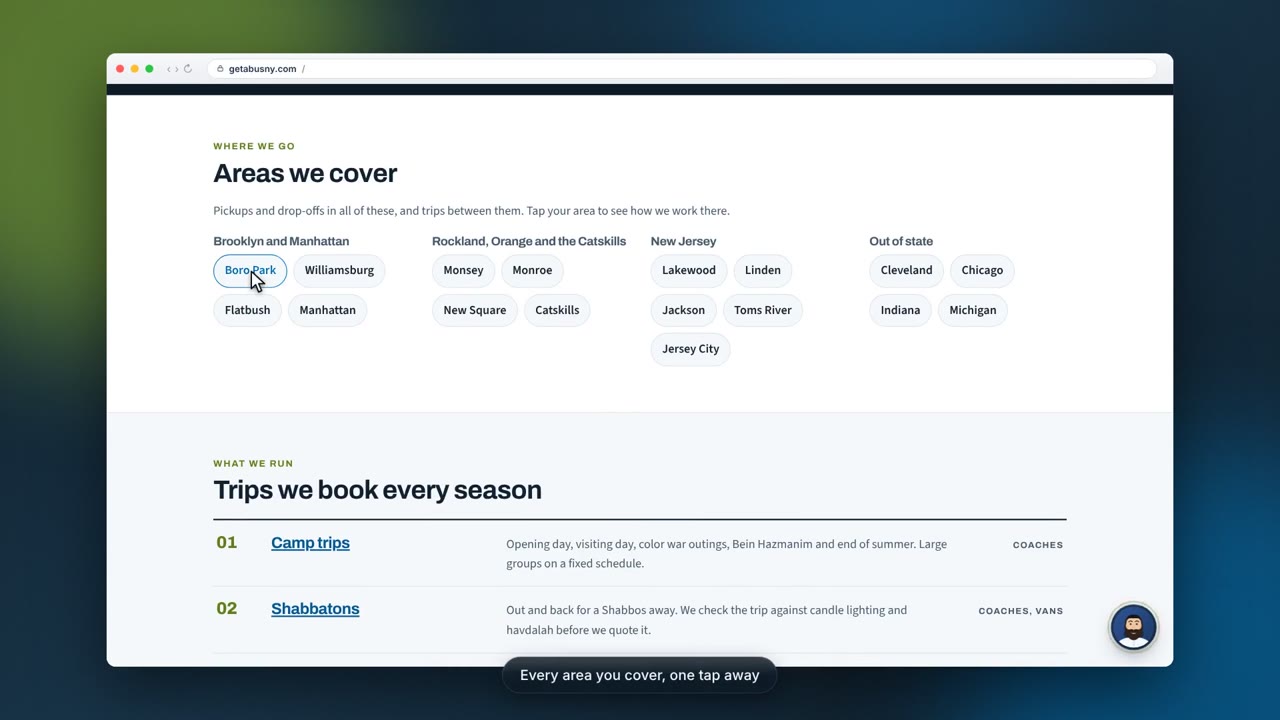 getabusny.com /
WHERE WE GO
Areas we cover
Pickups and drop-offs in all of these, and trips between them. Tap your area to see how we work there.
Brooklyn and Manhattan
Boro Park
Williamsburg
Flatbush
Manhattan
Rockland, Orange and the Catskills
Monsey
Monroe
New Square
Catskills
New Jersey
Lakewood
Linden
Jackson
Toms River
Jersey City
Out of state
Cleveland
Chicago
Indiana
Michigan
WHAT WE RUN
Trips we book every season
01
Camp trips
Opening day, visiting day, color war outings, Bein Hazmanim and end of summer. Large
groups on a fixed schedule.
COACHES
02
Shabbatons
Out and back for a Shabbos away. We check the trip against candle lighting and
havdalah before we quote it.
COACHES, VANS
Every area you cover, one tap away